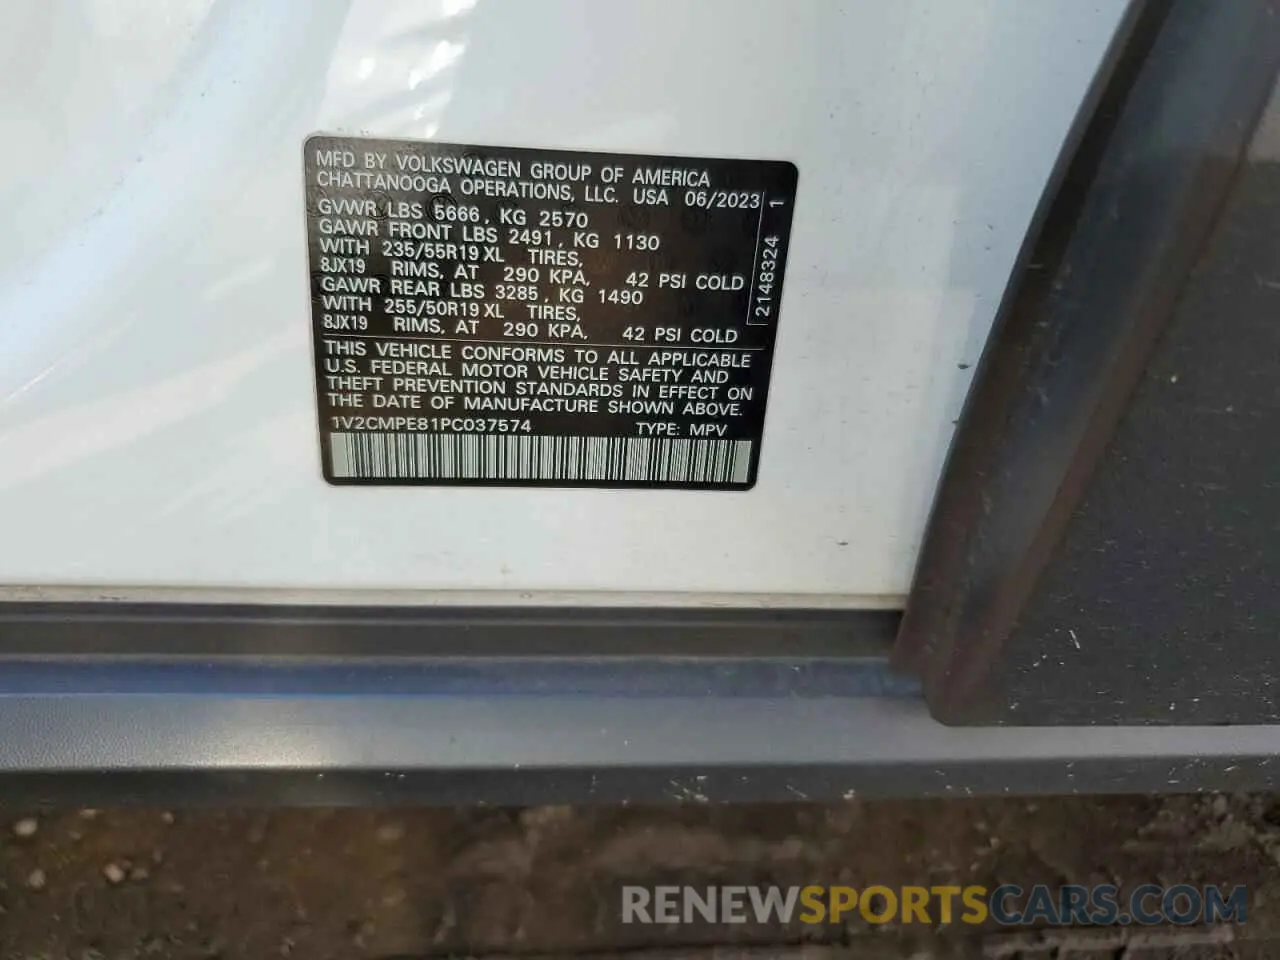 MFD BY VOLKSWAGEN GROUP OF AMERICA
CHATTANOOGA OPERATIONS, LLC. USA 06/2023
GVWR LBS 5666, KG 2570
GAWR FRONT LBS 2491, KG 1130
WITH 235/55R19 XL TIRES,
8JX19 RIMS, AT 290 KPA, 42 PSI COLD
GAWR REAR LBS 3285, KG 1490
WITH 255/50R19 XL TIRES,
8JX19 RIMS, AT 290 KPA, 42 PSI COLD
2148324 1
THIS VEHICLE CONFORMS TO ALL APPLICABLE
U.S. FEDERAL MOTOR VEHICLE SAFETY AND
THEFT PREVENTION STANDARDS IN EFFECT ON
THE DATE OF MANUFACTURE SHOWN ABOVE.
1V2CMPE81PC037574 TYPE: MPV
RENEWSPORTSCARS.COM